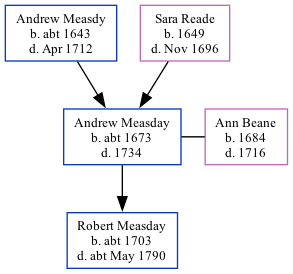 Andrew Measdy
b. abt 1643
d. Apr 1712
Sara Reade
b. 1649
d. Nov 1696
Andrew Measday
b. abt 1673
d. 1734
Ann Beane
b. 1684
d. 1716
Robert Measday
b. abt 1703
d. abt May 1790